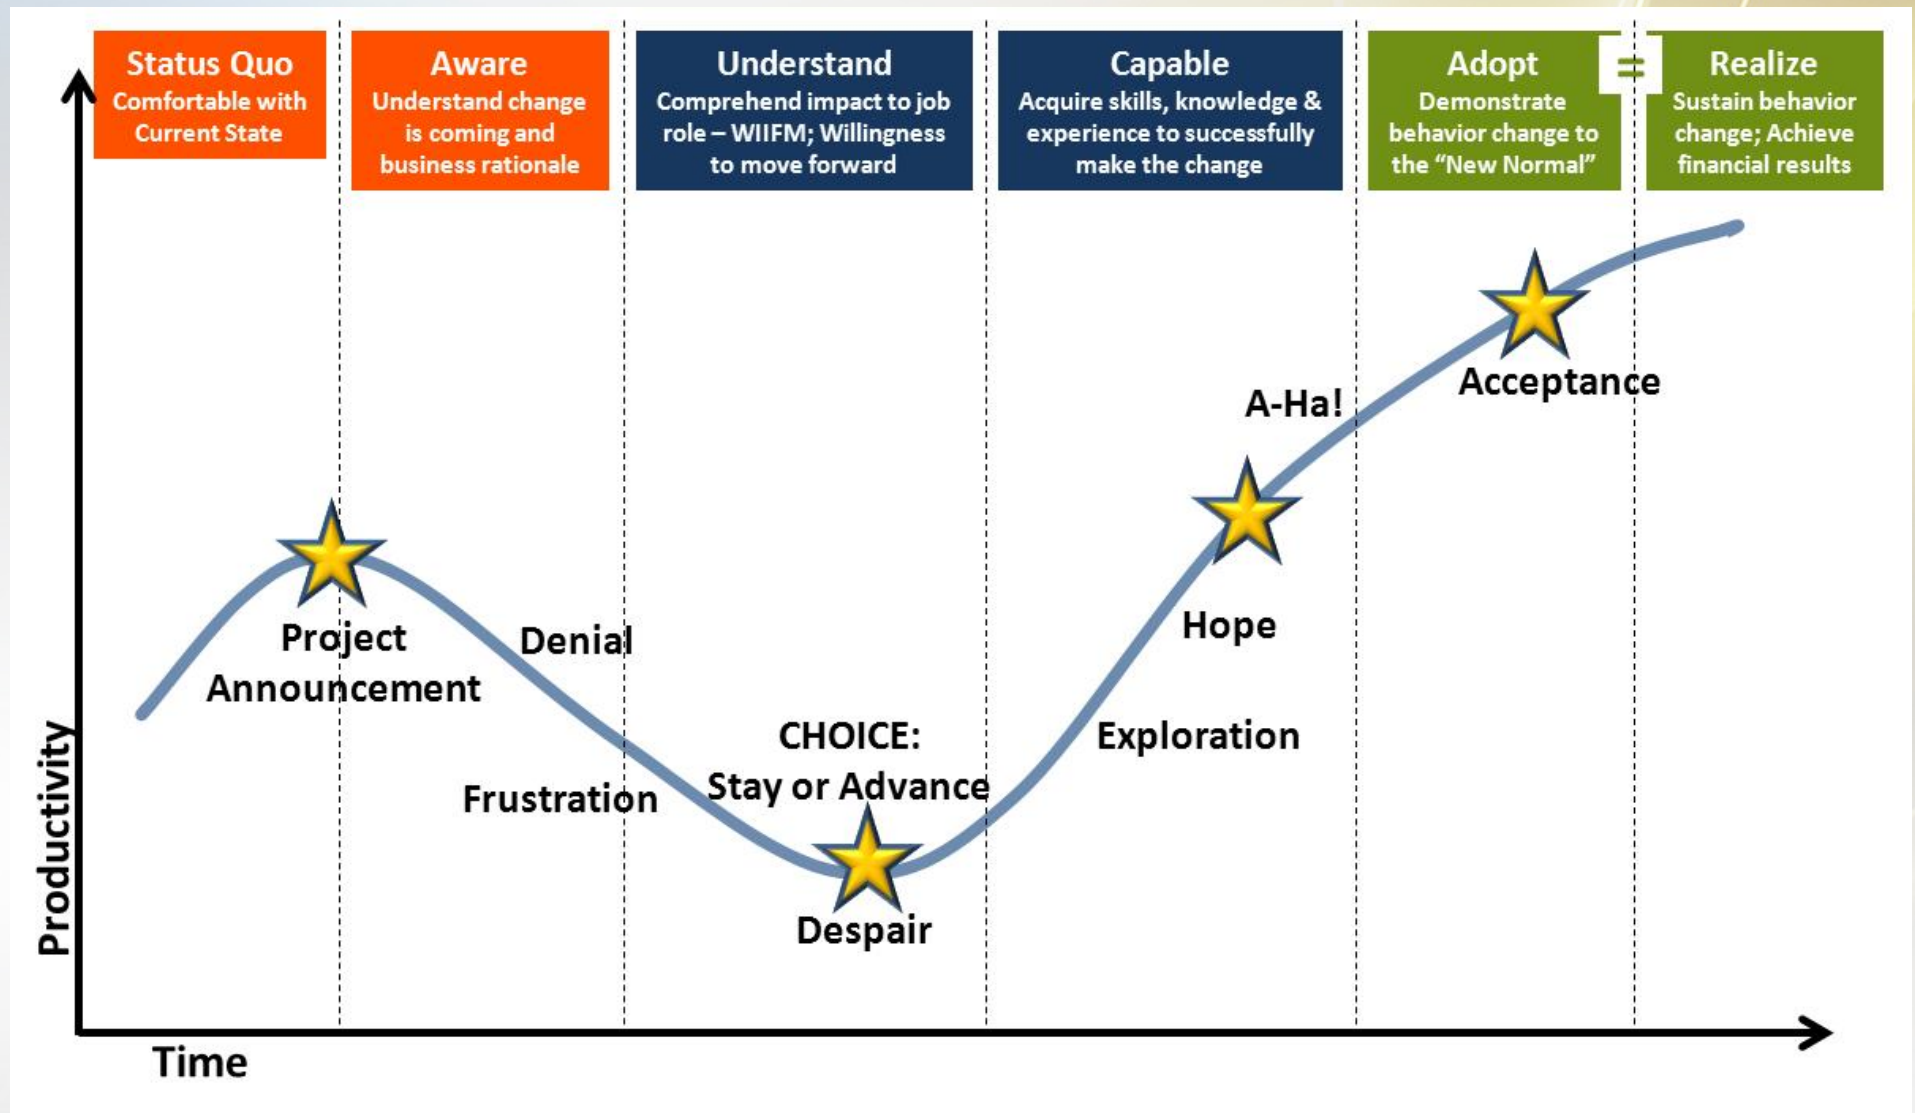 Status Quo
Comfortable with
Current State
Aware
Understand change
is coming and
business rationale
Understand
Comprehend impact to job
role – WIIFM; Willingness
to move forward
Capable
Acquire skills, knowledge &
experience to successfully
make the change
Adopt
Demonstrate
behavior change to
the “New Normal”
=
Realize
Sustain behavior
change; Achieve
financial results
Project
Announcement
Denial
Frustration
CHOICE:
Stay or Advance
Despair
Exploration
Hope
A-Ha!
Acceptance
Productivity
Time